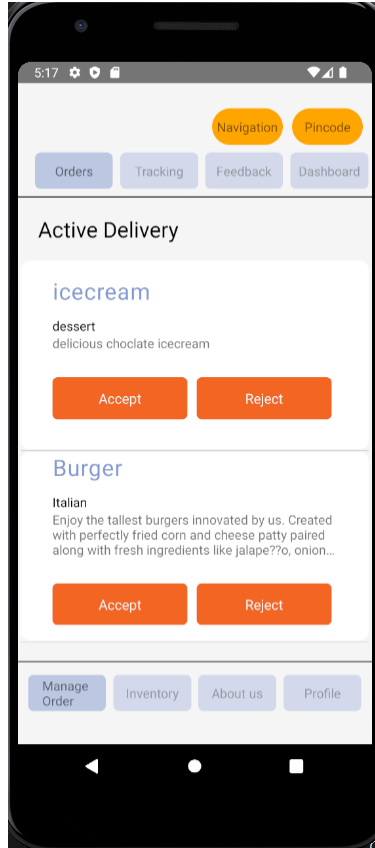 5:17
Navigation Pincode
Orders Tracking Feedback Dashboard
Active Delivery
icecream
dessert
delicious choclate icecream
Accept Reject
Burger
Italian
Enjoy the tallest burgers innovated by us. Created
with perfectly fried corn and cheese patty paired
along with fresh ingredients like jalape??o, onion...
Accept Reject
Manage
Order Inventory About us Profile